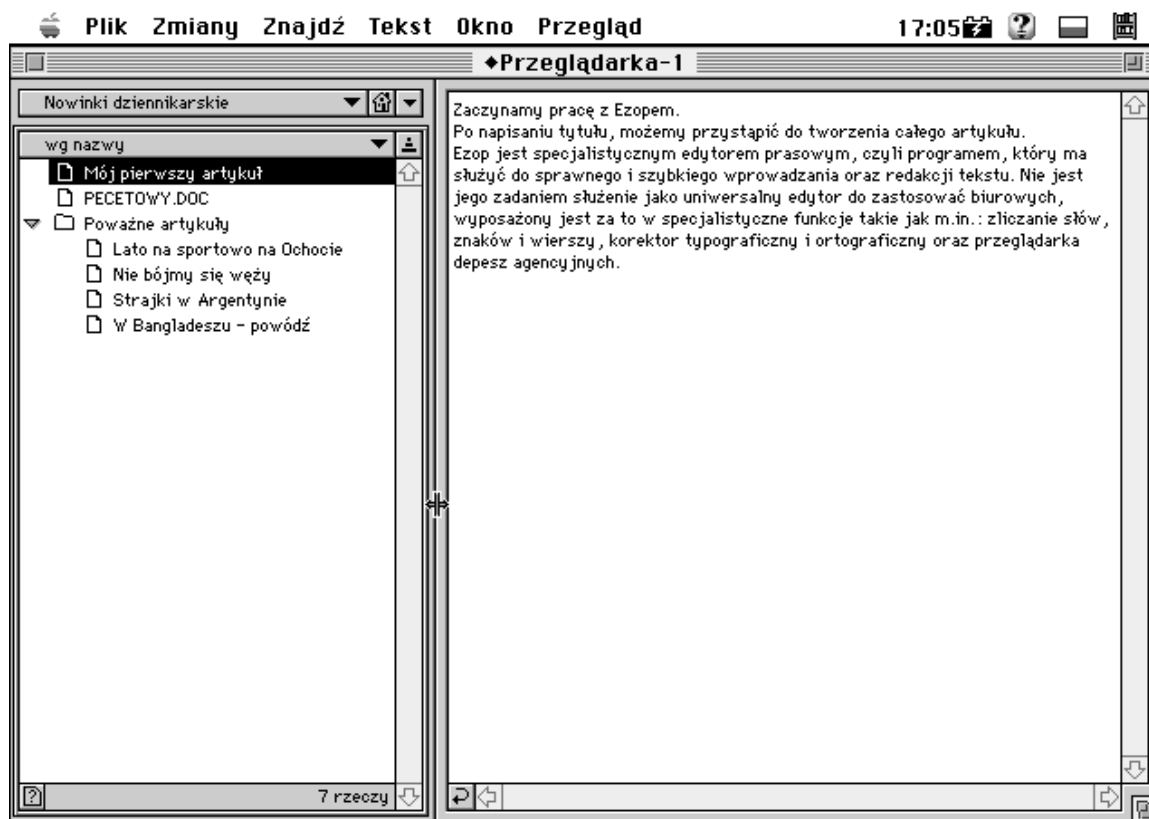 Plik Zmiany Znajdź Tekst Okno Przegląd 17:05
◆Przeglądarka-1
Nowinki dziennikarskie
wg nazwy
Mój pierwszy artykuł
PECETOWY.DOC
Poważne artykuły
Lato na sportowo na Ochocie
Nie bójmy się węży
Strajki w Argentynie
W Bangladeszu - powódź
7 rzeczy
Zaczynamy pracę z Ezopem.
Po napisaniu tytułu, możemy przystąpić do tworzenia całego artykułu.
Ezop jest specjalistycznym edytorem prasowym, czyli programem, który ma
służyć do sprawnego i szybkiego wprowadzania oraz redakcji tekstu. Nie jest
jego zadaniem służenie jako uniwersalny edytor do zastosować biurowych,
wyposażony jest za to w specjalistyczne funkcje takie jak m.in.: zliczanie słów,
znaków i wierszy, korektor typograficzny i ortograficzny oraz przeglądarka
depesz agencyjnych.